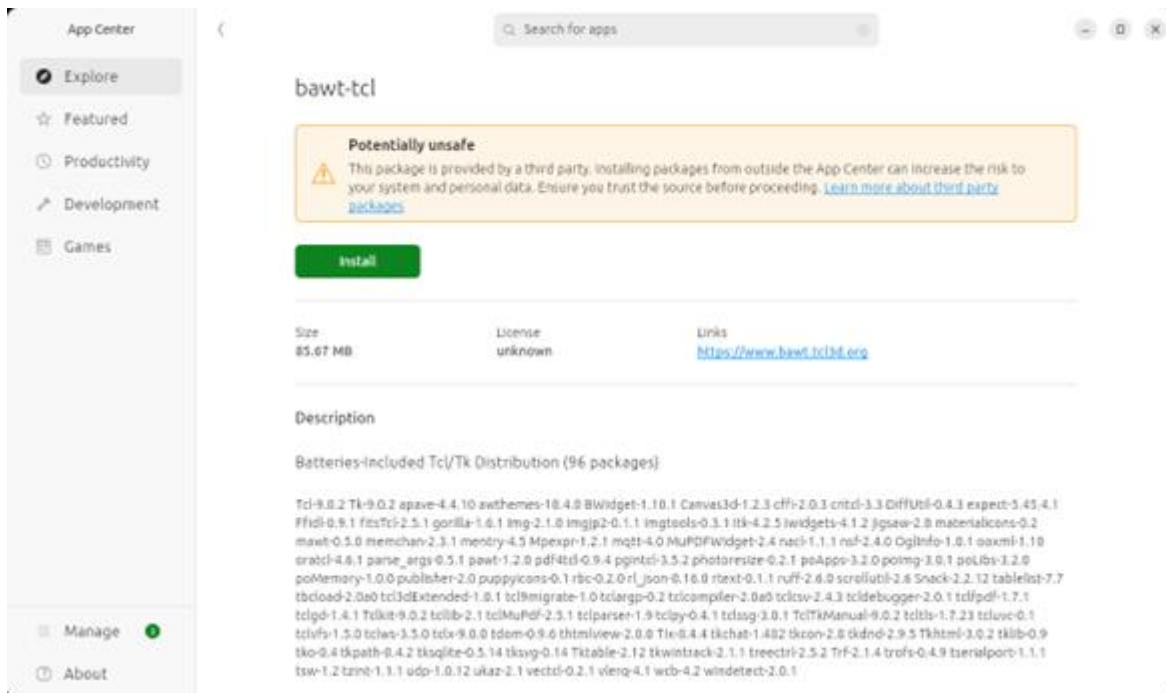 App Center
Search for apps
Explore
Featured
Productivity
Development
Games
Manage
About
bawt-tcl
Potentially unsafe
This package is provided by a third party. Installing packages from outside the App Center can increase the risk to
your system and personal data. Ensure you trust the source before proceeding. Learn more about third party
packages
Install
Size
85.67 MB
License
unknown
Links
https://www.bawt.tcl3d.org
Description
Batteries-Included Tcl/Tk Distribution (96 packages)
Tcl-9.0.2 Tk-9.0.2 apave-4.4.10 awthemes-10.4.0 BWidget-1.10.1 Canvas3d-1.2.3 cffi-2.0.3 critcl-3.3 DiffUtil-0.4.3 expect-5.45.4.1
Ffidl-0.9.1 fitsTcl-2.5.1 gorilla-1.6.1 Img-2.1.0 imgjp2-0.1.1 imgtools-0.3.1 Itk-4.2.5 iwidgets-4.1.2 jigsaw-2.0 materialicons-0.2
mawt-0.5.0 memchan-2.3.1 mentry-4.5 Mpexpr-1.2.1 mqtt-4.0 MuPDFWidget-2.4 nacl-1.1.1 nsf-2.4.0 OglInfo-1.0.1 ooxml-1.10
oratcl-4.6.1 parse_args-0.5.1 pawt-1.2.0 pdf4tcl-0.9.4 pgintcl-3.5.2 photoresize-0.2.1 poApps-3.2.0 poImg-3.0.1 poLibs-3.2.0
poMemory-1.0.0 publisher-2.0 puppyicons-0.1 rbc-0.2.0 rl_json-0.16.0 rtext-0.1.1 ruff-2.6.0 scrollutil-2.6 Snack-2.2.12 tablelist-7.7
tbcload-2.0a0 tcl3dExtended-1.0.1 tcl9migrate-1.0 tclargp-0.2 tclcompiler-2.0a0 tclcsv-2.4.3 tcldebugger-2.0.1 tclfpdf-1.7.1
tclgd-1.4.1 Tclkit-9.0.2 tcllib-2.1 tclMuPdf-2.5.1 tclparser-1.9 tclpy-0.4.1 tclssg-3.0.1 TclTkManual-9.0.2 tcltls-1.7.23 tcluvc-0.1
tclvfs-1.5.0 tclws-3.5.0 tclx-9.0.0 tdom-0.9.6 thtmlview-2.0.0 Tix-8.4.4 tkchat-1.482 tkcon-2.8 tkdnd-2.9.5 Tkhtml-3.0.2 tklib-0.9
tko-0.4 tkpath-0.4.2 tksqlite-0.5.14 tksvg-0.14 Tktable-2.12 tkwintrack-2.1.1 treectrl-2.5.2 Trf-2.1.4 trofs-0.4.9 tserialport-1.1.1
tsw-1.2 tzint-1.1.1 udp-1.0.12 ukaz-2.1 vectcl-0.2.1 vlerq-4.1 wcb-4.2 windetect-2.0.1